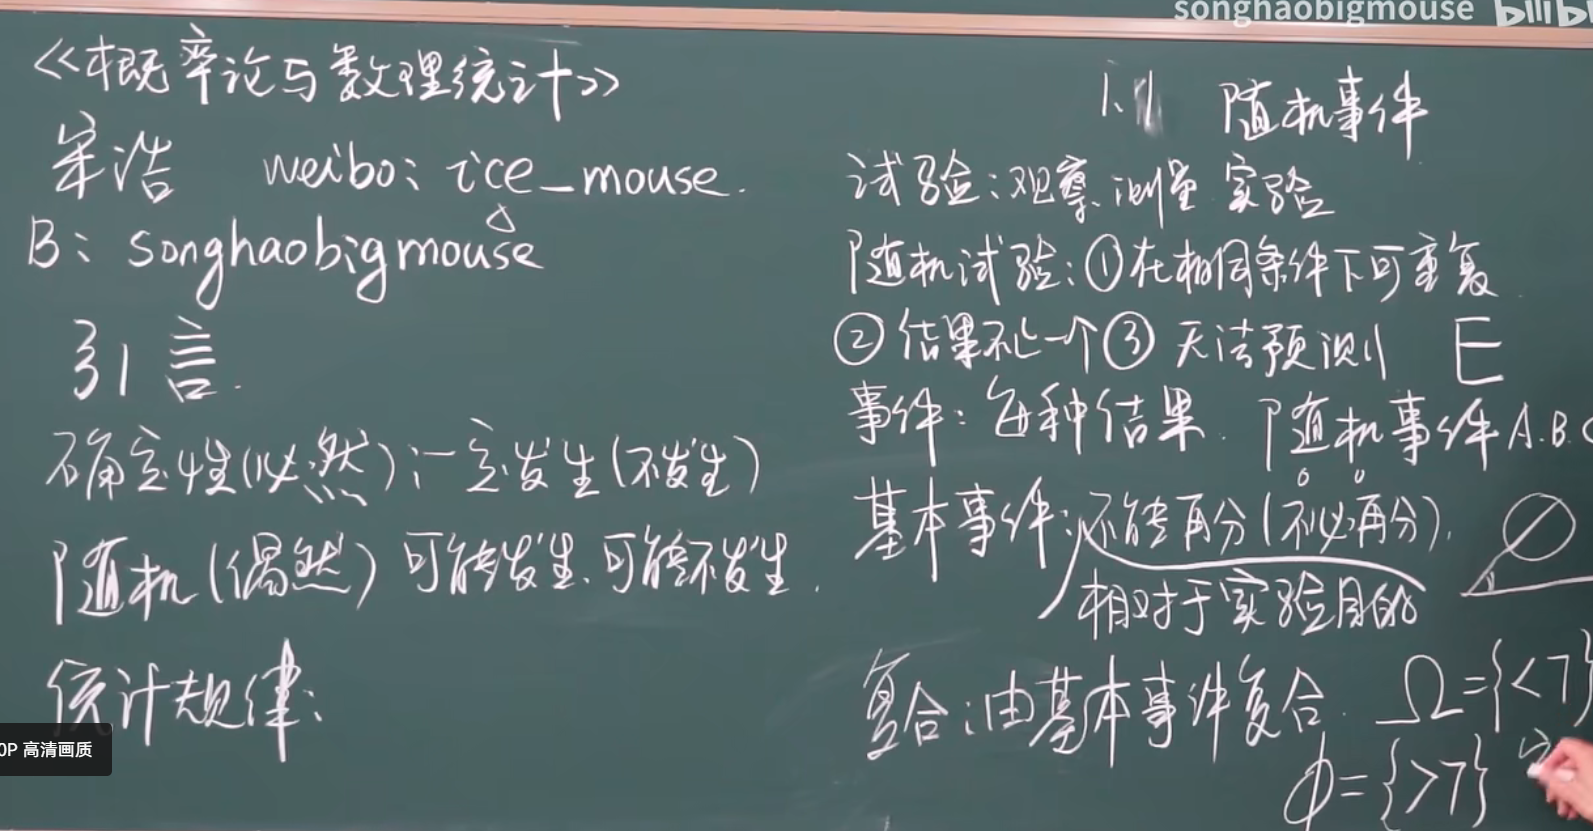 songhaobigmouse bilib
《概率论与数理统计》
宋浩 weibo: ice_mouse.
B: songhaobigmouse
引言.
确定性(必然): 一定发生(不发生)
随机(偶然) 可能发生、可能不发生.
统计规律:
0P 高清画质
1.1 随机事件
试验: 观察、测量 实验
随机试验: ①在相同条件下可重复
②结果不止一个③无法预测 E
事件: 每种结果. 随机事件 A.B.C
基本事件: 不能再分(不必再分).
相对于实验目的
复合: 由基本事件复合. Ω={<7}
Φ={>7}